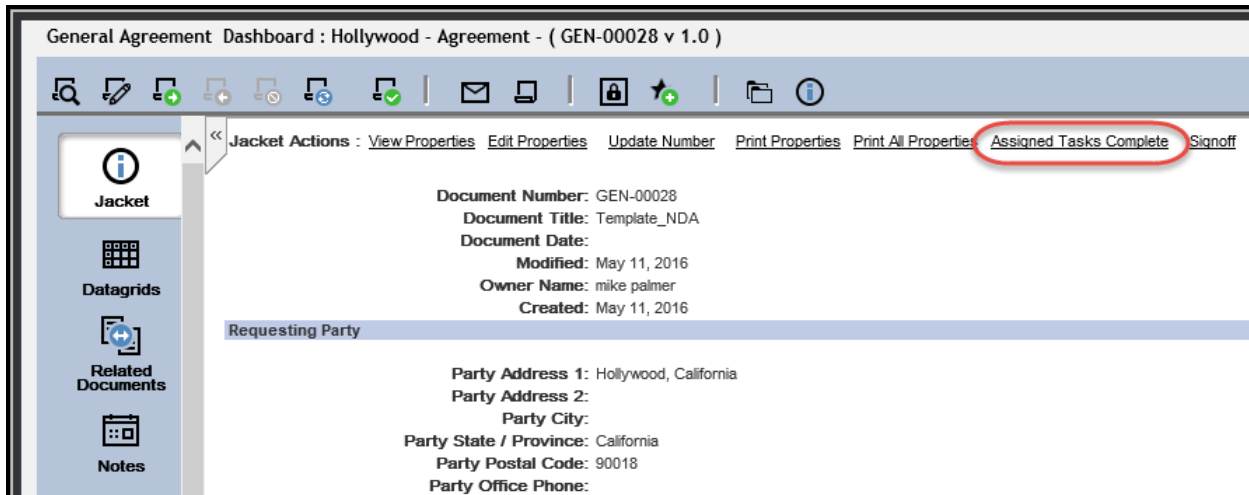 General Agreement Dashboard : Hollywood - Agreement - ( GEN-00028 v 1.0 )
Jacket Actions : View Properties Edit Properties Update Number Print Properties Print All Properties Assigned Tasks Complete Signoff
Jacket
Datagrids
Related
Documents
Notes
Document Number: GEN-00028
Document Title: Template_NDA
Document Date:
Modified: May 11, 2016
Owner Name: mike palmer
Created: May 11, 2016
Requesting Party
Party Address 1: Hollywood, California
Party Address 2:
Party City:
Party State / Province: California
Party Postal Code: 90018
Party Office Phone: